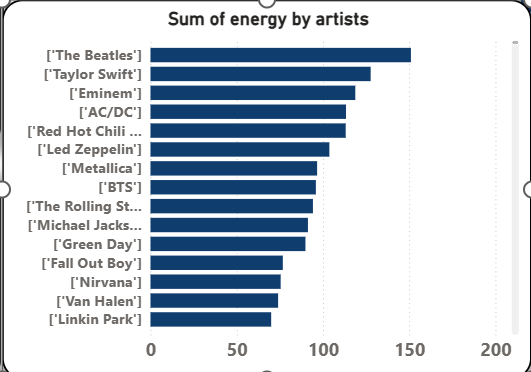 Sum of energy by artists
['The Beatles']
['Taylor Swift']
['Eminem']
['AC/DC']
['Red Hot Chili ...
['Led Zeppelin']
['Metallica']
['BTS']
['The Rolling St...
['Michael Jacks...
['Green Day']
['Fall Out Boy']
['Nirvana']
['Van Halen']
['Linkin Park']
0 50 100 150 200